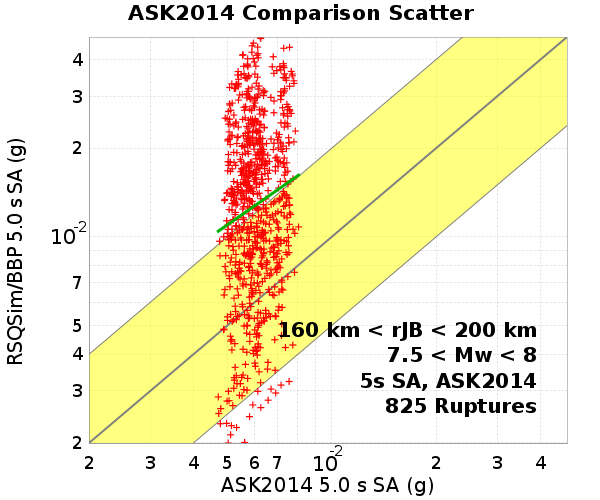 ASK2014 Comparison Scatter
RSQSim/BBP 5.0 s SA (g)
4
3
2
10-2
7
5
4
3
2
160 km < rJB < 200 km
7.5 < Mw < 8
5s SA, ASK2014
825 Ruptures
2 3 4 5 6 7 10-2 2 3 4
ASK2014 5.0 s SA (g)